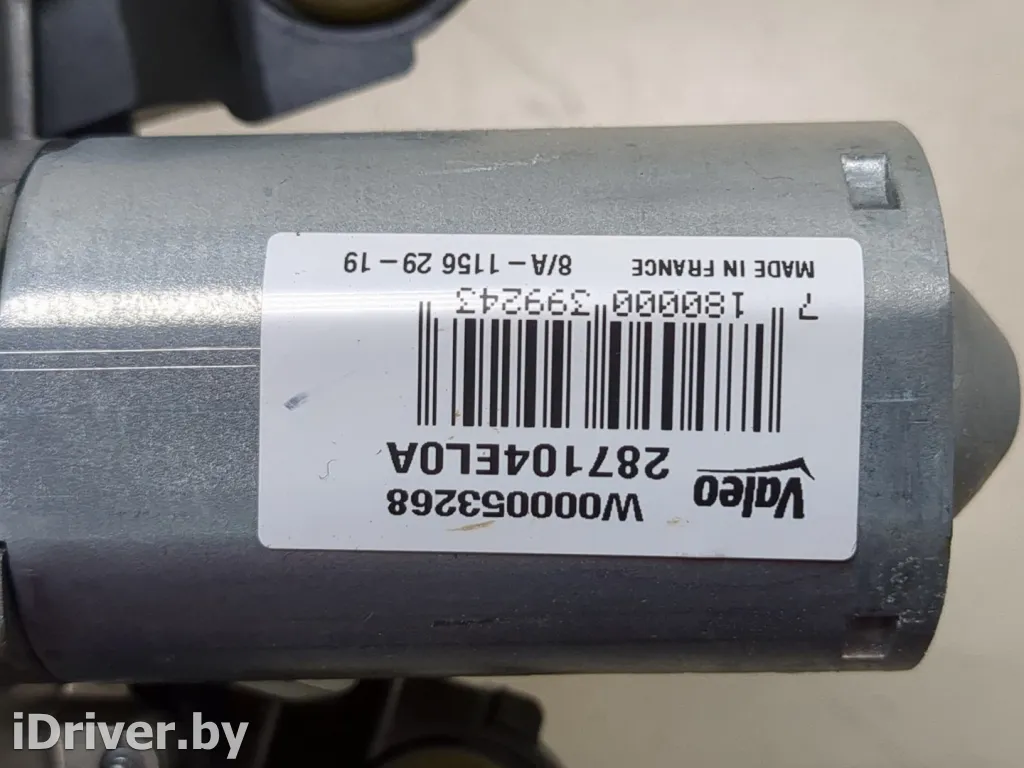 Valeo
W000053268
287104EL0A
7 180000 399243
MADE IN FRANCE 8/A-1156 29-19
iDriver.by